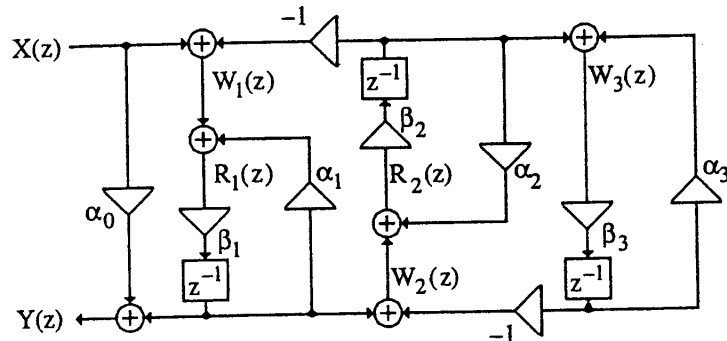 −1
X(z)
W₁(z)
z⁻¹
W₃(z)
β₂
R₁(z)
α₁
R₂(z)
α₂
α₃
α₀
β₁
β₃
z⁻¹
W₂(z)
z⁻¹
Y(z)
−1